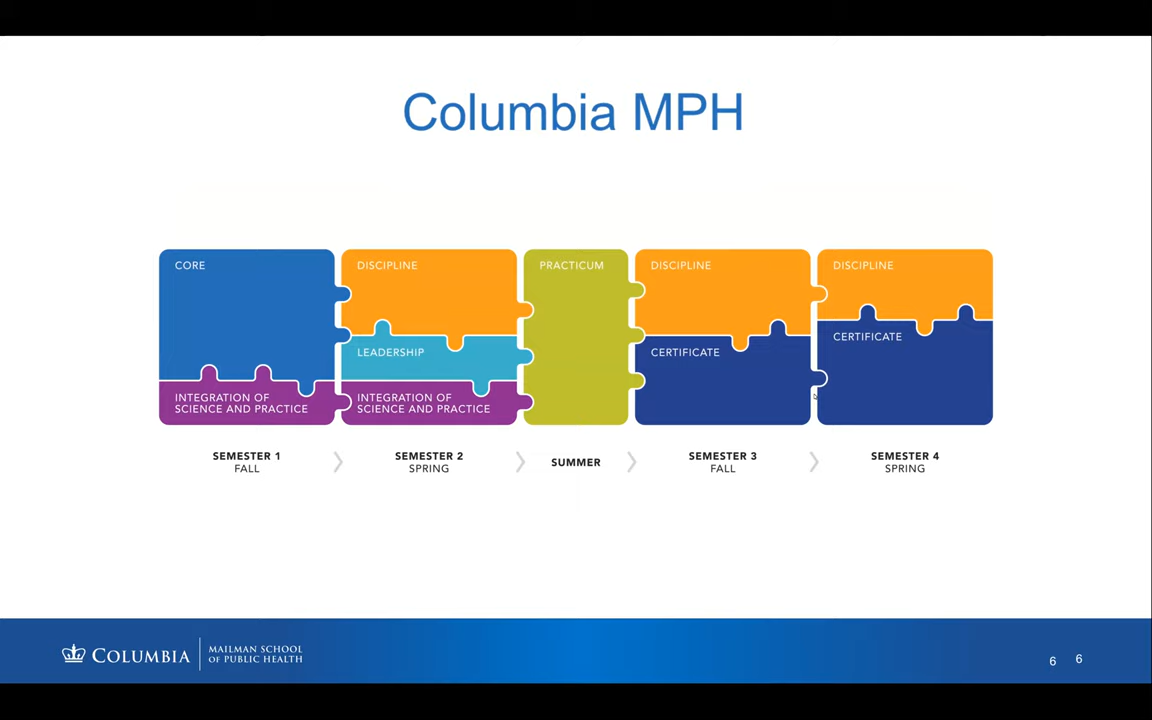 Columbia MPH
CORE
DISCIPLINE
PRACTICUM
DISCIPLINE
DISCIPLINE
CERTIFICATE
LEADERSHIP
CERTIFICATE
INTEGRATION OF
SCIENCE AND PRACTICE
INTEGRATION OF
SCIENCE AND PRACTICE
SEMESTER 1
FALL
SEMESTER 2
SPRING
SUMMER
SEMESTER 3
FALL
SEMESTER 4
SPRING
COLUMBIA
MAILMAN SCHOOL
OF PUBLIC HEALTH
6 6